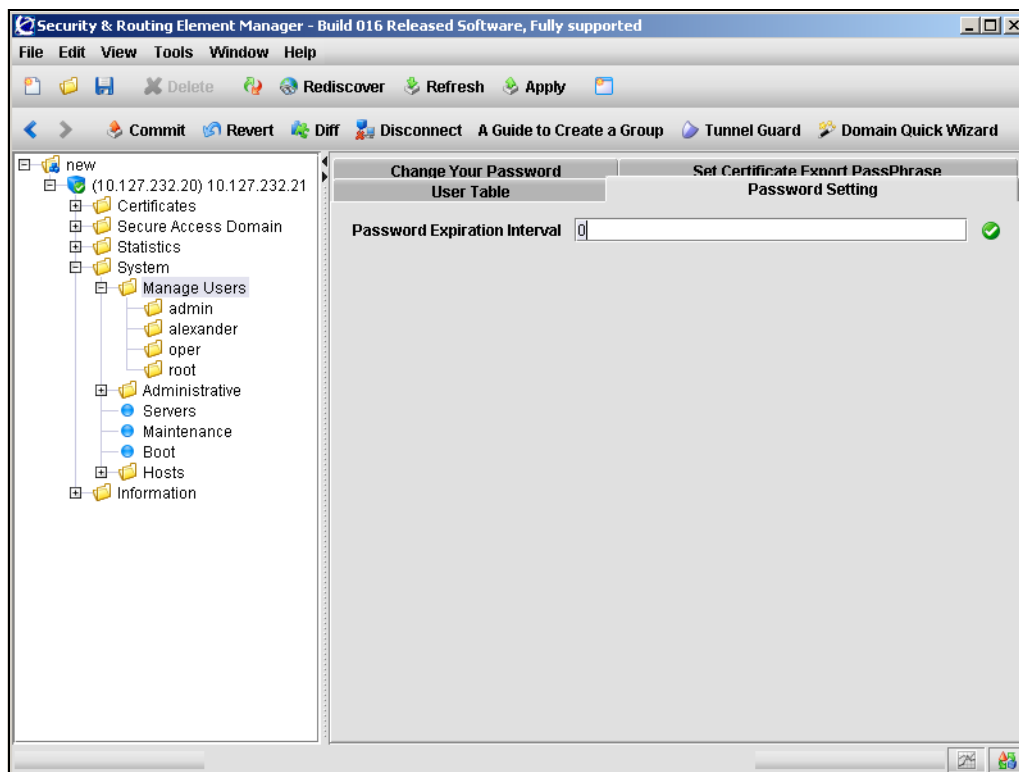 Security & Routing Element Manager - Build 016 Released Software, Fully supported
File Edit View Tools Window Help
Delete Rediscover Refresh Apply
Commit Revert Diff Disconnect A Guide to Create a Group Tunnel Guard Domain Quick Wizard
new
(10.127.232.20) 10.127.232.21
Certificates
Secure Access Domain
Statistics
System
Manage Users
admin
alexander
oper
root
Administrative
Servers
Maintenance
Boot
Hosts
Information
Change Your Password Set Certificate Export PassPhrase
User Table Password Setting
Password Expiration Interval 0